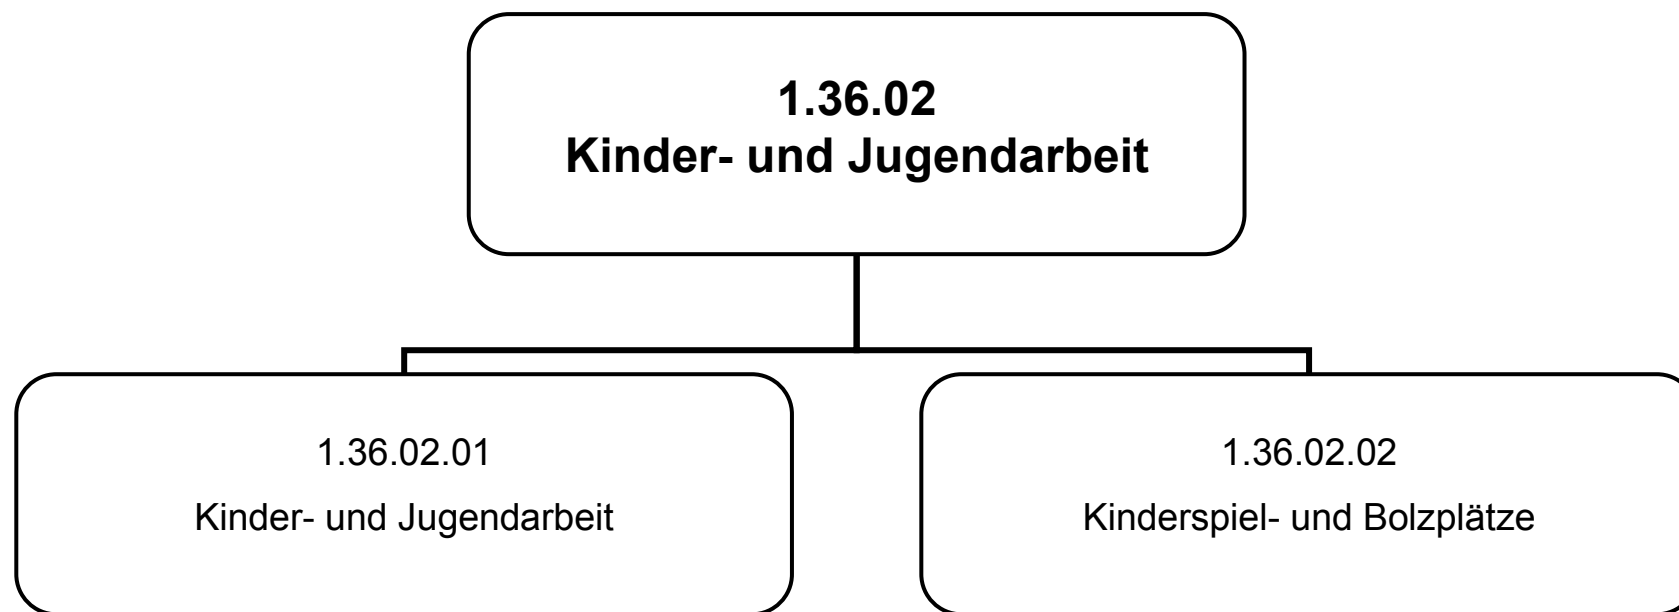 1.36.02
Kinder- und Jugendarbeit
1.36.02.01
Kinder- und Jugendarbeit
1.36.02.02
Kinderspiel- und Bolzplätze